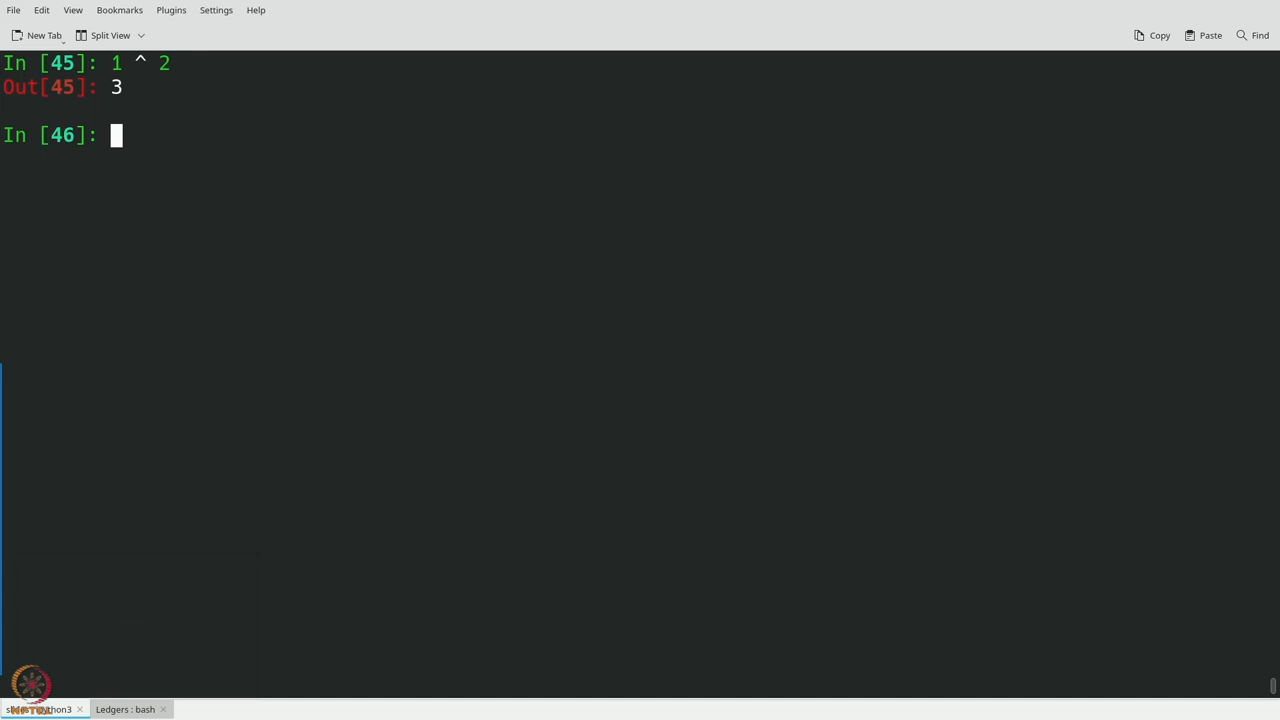 File Edit View Bookmarks Plugins Settings Help
New Tab Split View Copy Paste Find
In [45]: 1 ^ 2
Out[45]: 3
In [46]:
Ledgers : bash
NPTEL